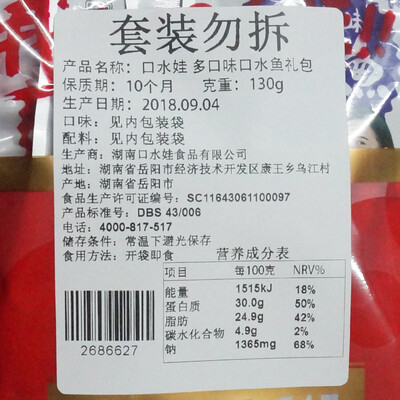 套装勿拆
产品名称: 口水娃 多口味口水鱼礼包
保质期: 10个月 克重: 130g
生产日期: 2018.09.04
口味: 见内包装袋
配料: 见内包装袋
生产商: 湖南口水娃食品有限公司
地址: 湖南省岳阳市经济技术开发区康王乡乌江村
产地: 湖南省岳阳市
食品生产许可证编号: SC11643061100097
产品标准号: DBS 43/006
电话: 4000-817-517
储存条件: 常温下避光保存
食用方法: 开袋即食
营养成分表
项目 每100克 NRV%
能量 1515kJ 18%
蛋白质 30.0g 50%
脂肪 24.9g 42%
碳水化合物 4.9g 2%
钠 1365mg 68%
2686627